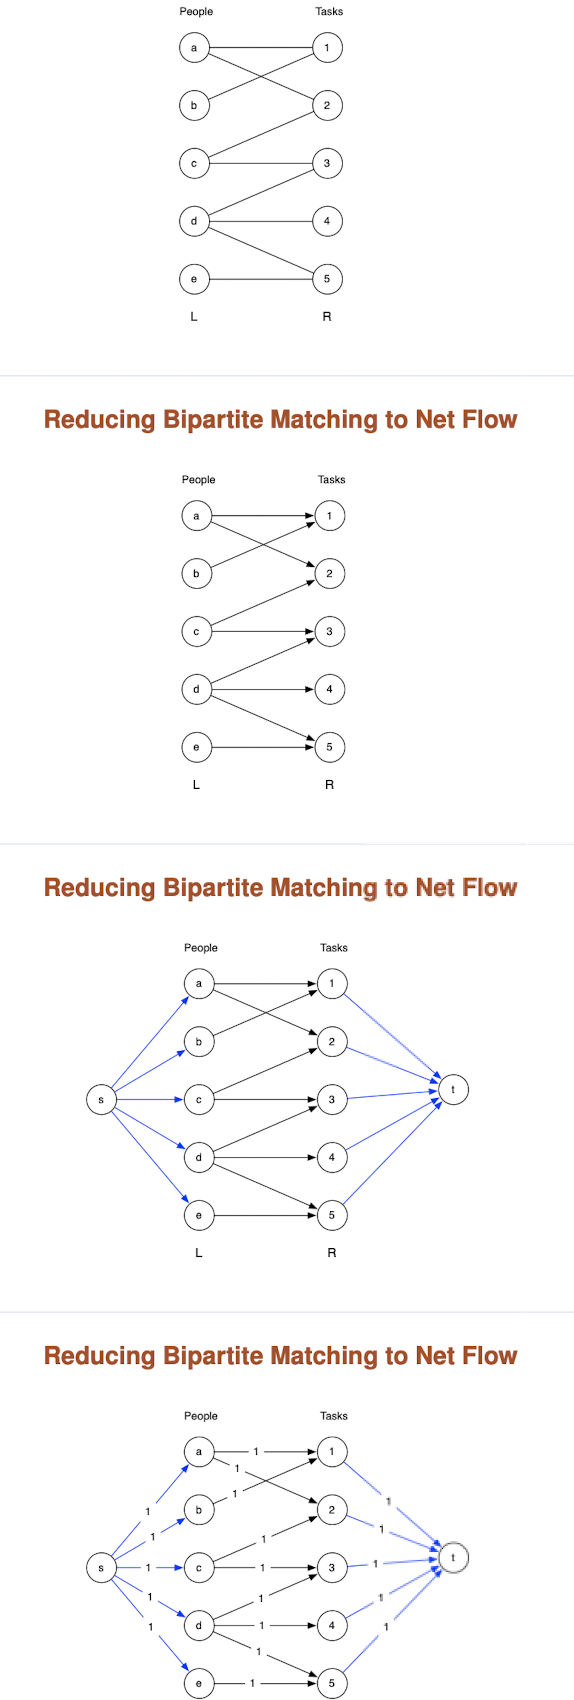 People Tasks
a 1
b 2
c 3
d 4
e 5
L R
Reducing Bipartite Matching to Net Flow
People Tasks
a 1
b 2
c 3
d 4
e 5
L R
Reducing Bipartite Matching to Net Flow
People Tasks
a 1
b 2
s c 3 t
d 4
e 5
L R
Reducing Bipartite Matching to Net Flow
People Tasks
a 1 1
1
1 1 1
1 b 2 1
1
s 1 c 1 3 1 t
1 1 1
d 1 4
1 1 1
e 1 5